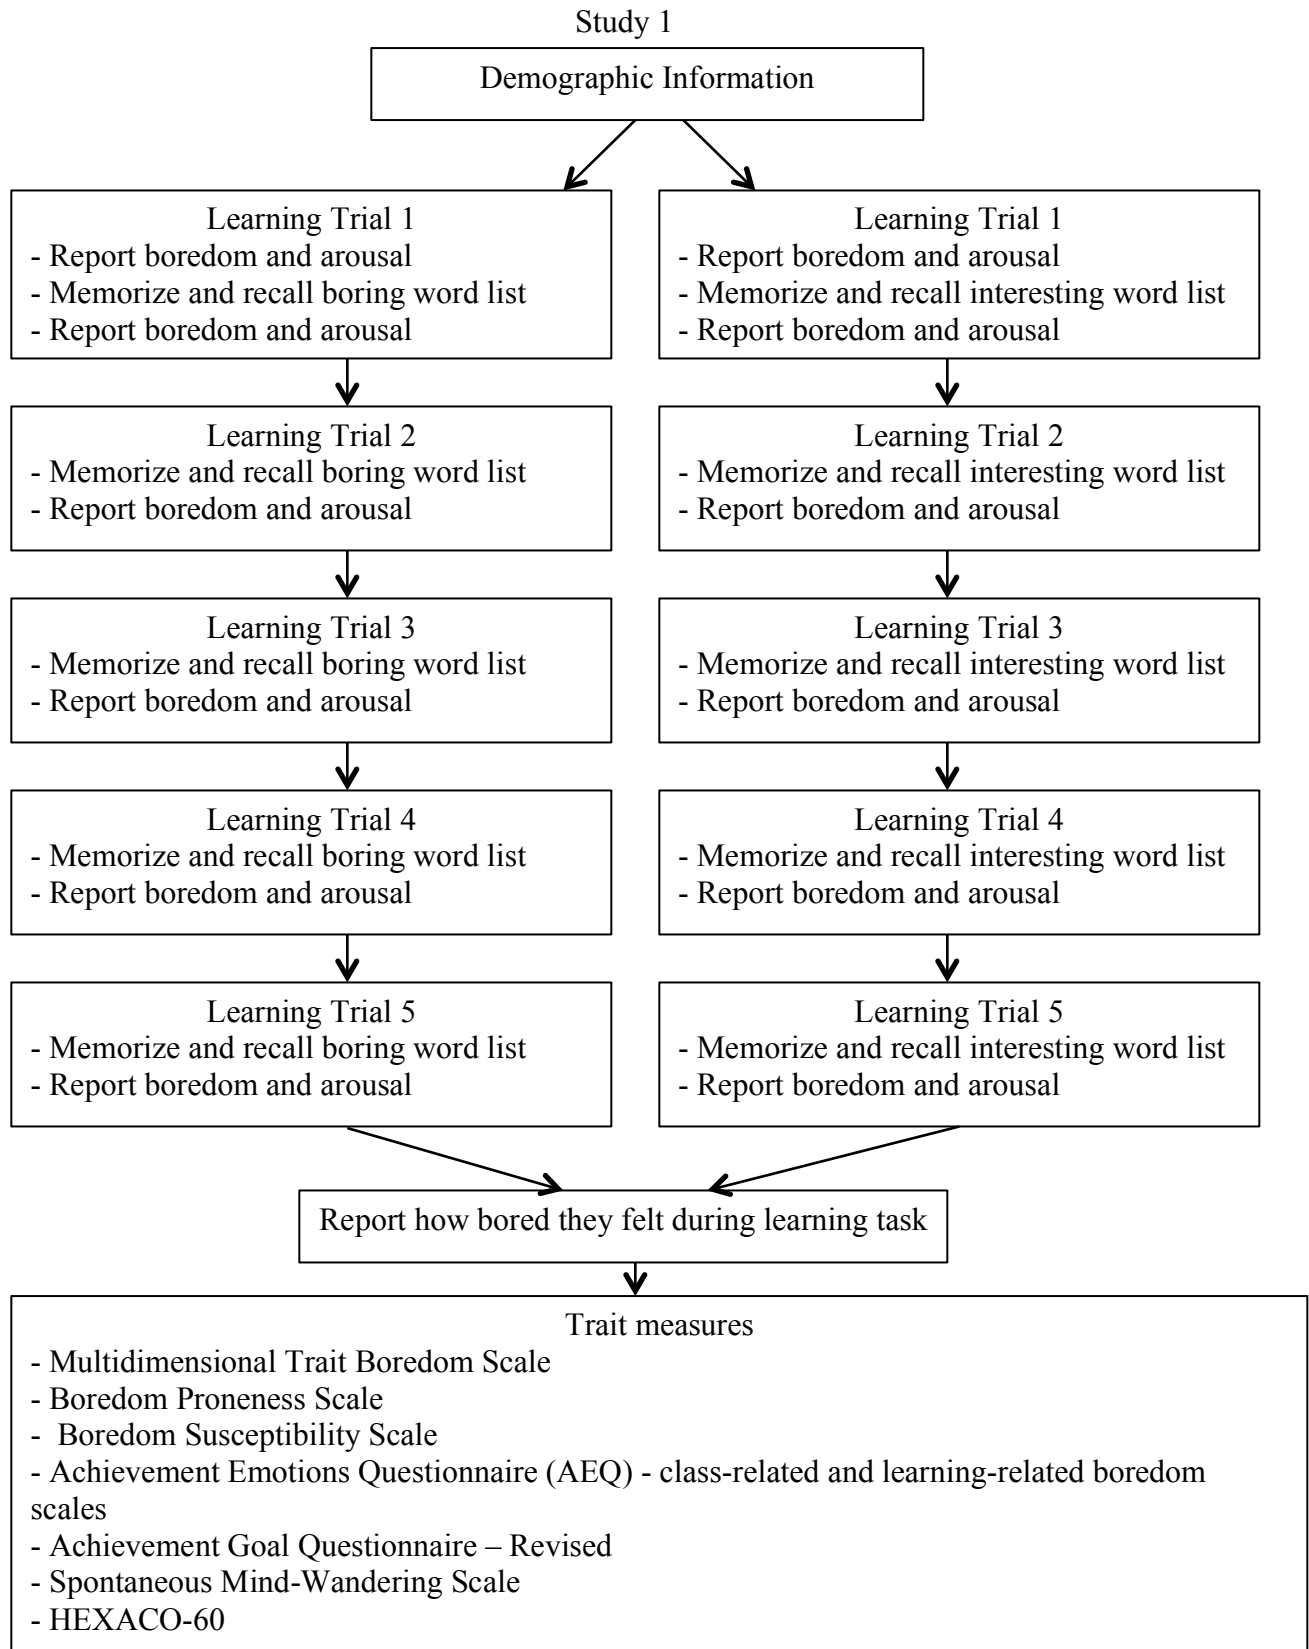 Study 1
Demographic Information
Learning Trial 1
- Report boredom and arousal
- Memorize and recall boring word list
- Report boredom and arousal
Learning Trial 1
- Report boredom and arousal
- Memorize and recall interesting word list
- Report boredom and arousal
Learning Trial 2
- Memorize and recall boring word list
- Report boredom and arousal
Learning Trial 2
- Memorize and recall interesting word list
- Report boredom and arousal
Learning Trial 3
- Memorize and recall boring word list
- Report boredom and arousal
Learning Trial 3
- Memorize and recall interesting word list
- Report boredom and arousal
Learning Trial 4
- Memorize and recall boring word list
- Report boredom and arousal
Learning Trial 4
- Memorize and recall interesting word list
- Report boredom and arousal
Learning Trial 5
- Memorize and recall boring word list
- Report boredom and arousal
Learning Trial 5
- Memorize and recall interesting word list
- Report boredom and arousal
Report how bored they felt during learning task
Trait measures
- Multidimensional Trait Boredom Scale
- Boredom Proneness Scale
- Boredom Susceptibility Scale
- Achievement Emotions Questionnaire (AEQ) - class-related and learning-related boredom
scales
- Achievement Goal Questionnaire – Revised
- Spontaneous Mind-Wandering Scale
- HEXACO-60